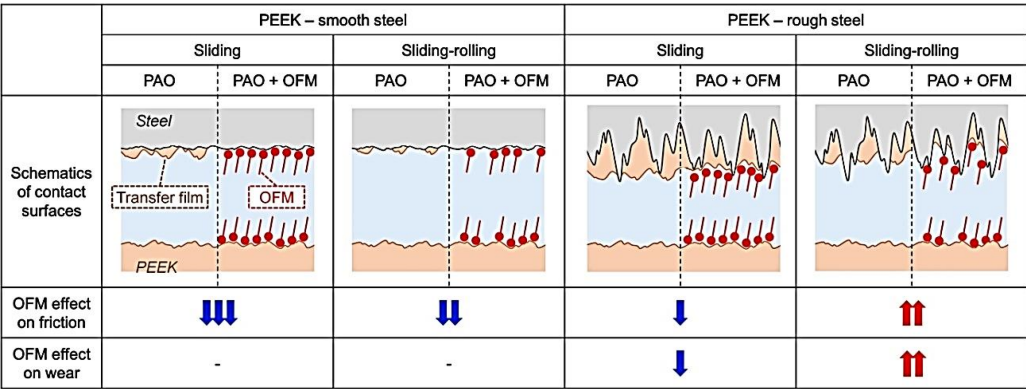 PEEK – smooth steel
PEEK – rough steel
Sliding
Sliding-rolling
Sliding
Sliding-rolling
PAO
PAO + OFM
PAO
PAO + OFM
PAO
PAO + OFM
PAO
PAO + OFM
Schematics
of contact
surfaces
Steel
Transfer film
OFM
PEEK
OFM effect
on friction
OFM effect
on wear
-
-